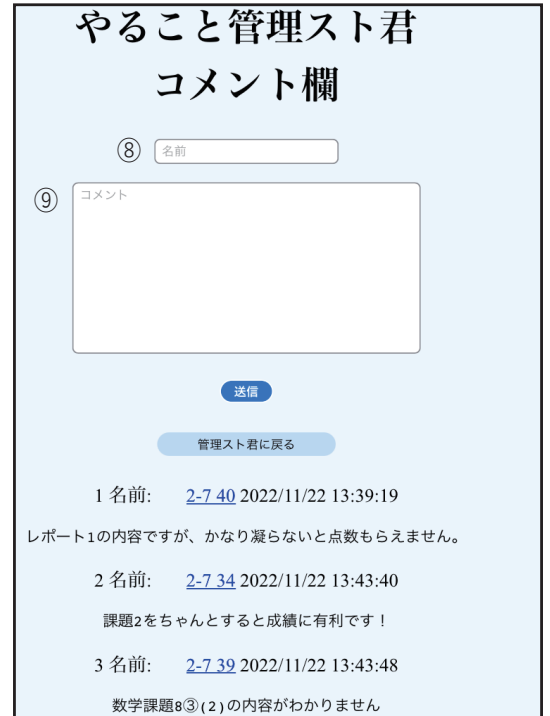 やること管理スト君
コメント欄
⑧ 名前
⑨ コメント
送信
管理スト君に戻る
1 名前: 2-7 40 2022/11/22 13:39:19
レポート1の内容ですが、かなり凝らないと点数もらえません。
2 名前: 2-7 34 2022/11/22 13:43:40
課題2をちゃんとすると成績に有利です！
3 名前: 2-7 39 2022/11/22 13:43:48
数学課題8③(2)の内容がわかりません